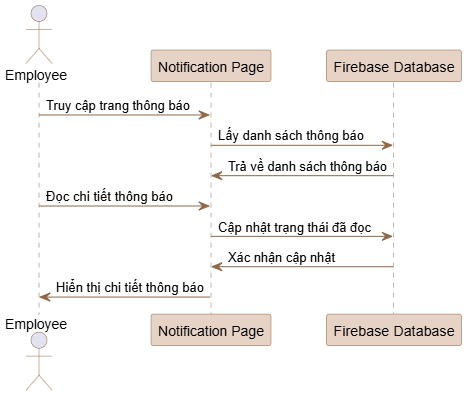 Employee
Notification Page
Firebase Database
Truy cập trang thông báo
Lấy danh sách thông báo
Trả về danh sách thông báo
Đọc chi tiết thông báo
Cập nhật trạng thái đã đọc
Xác nhận cập nhật
Hiển thị chi tiết thông báo
Employee
Notification Page
Firebase Database